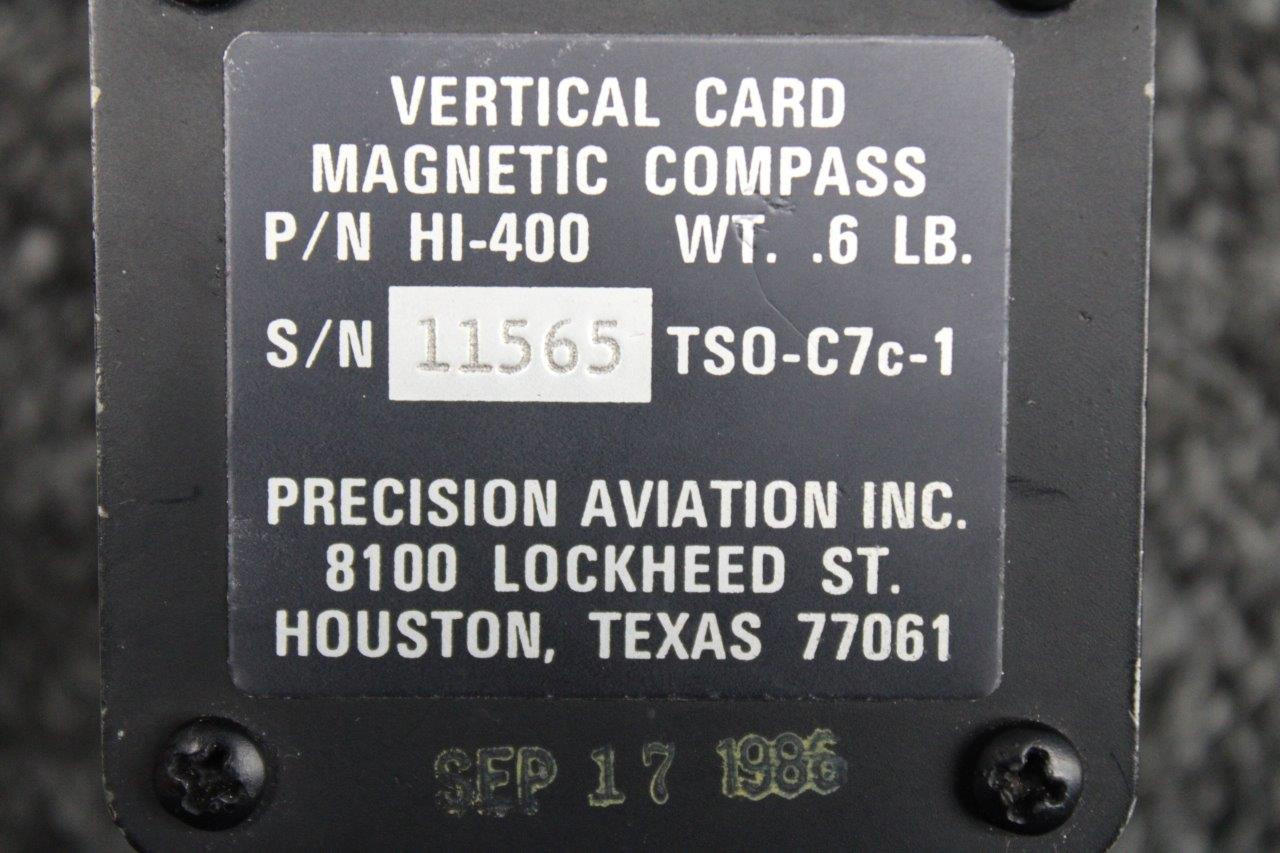 VERTICAL CARD
MAGNETIC COMPASS
P/N HI-400 WT. .6 LB.
S/N 11565 TSO-C7c-1
PRECISION AVIATION INC.
8100 LOCKHEED ST.
HOUSTON, TEXAS 77061
SEP 17 1986